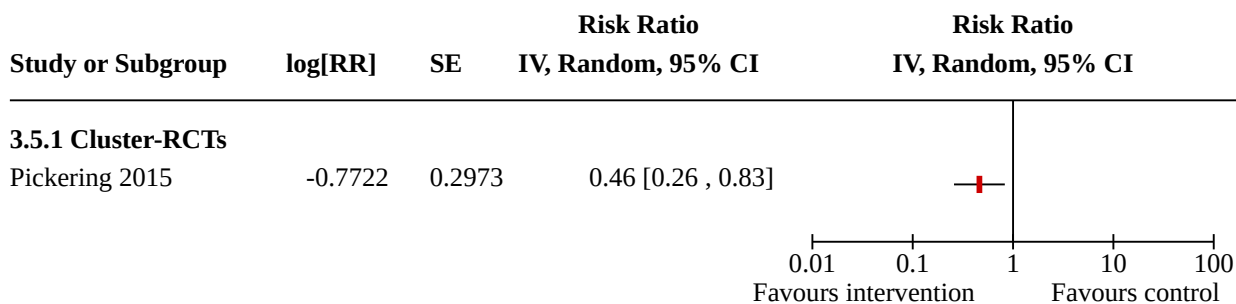 Risk Ratio Risk Ratio
Study or Subgroup log[RR] SE IV, Random, 95% CI IV, Random, 95% CI
3.5.1 Cluster-RCTs
Pickering 2015 -0.7722 0.2973 0.46 [0.26 , 0.83]
0.01 0.1 1 10 100
Favours intervention Favours control